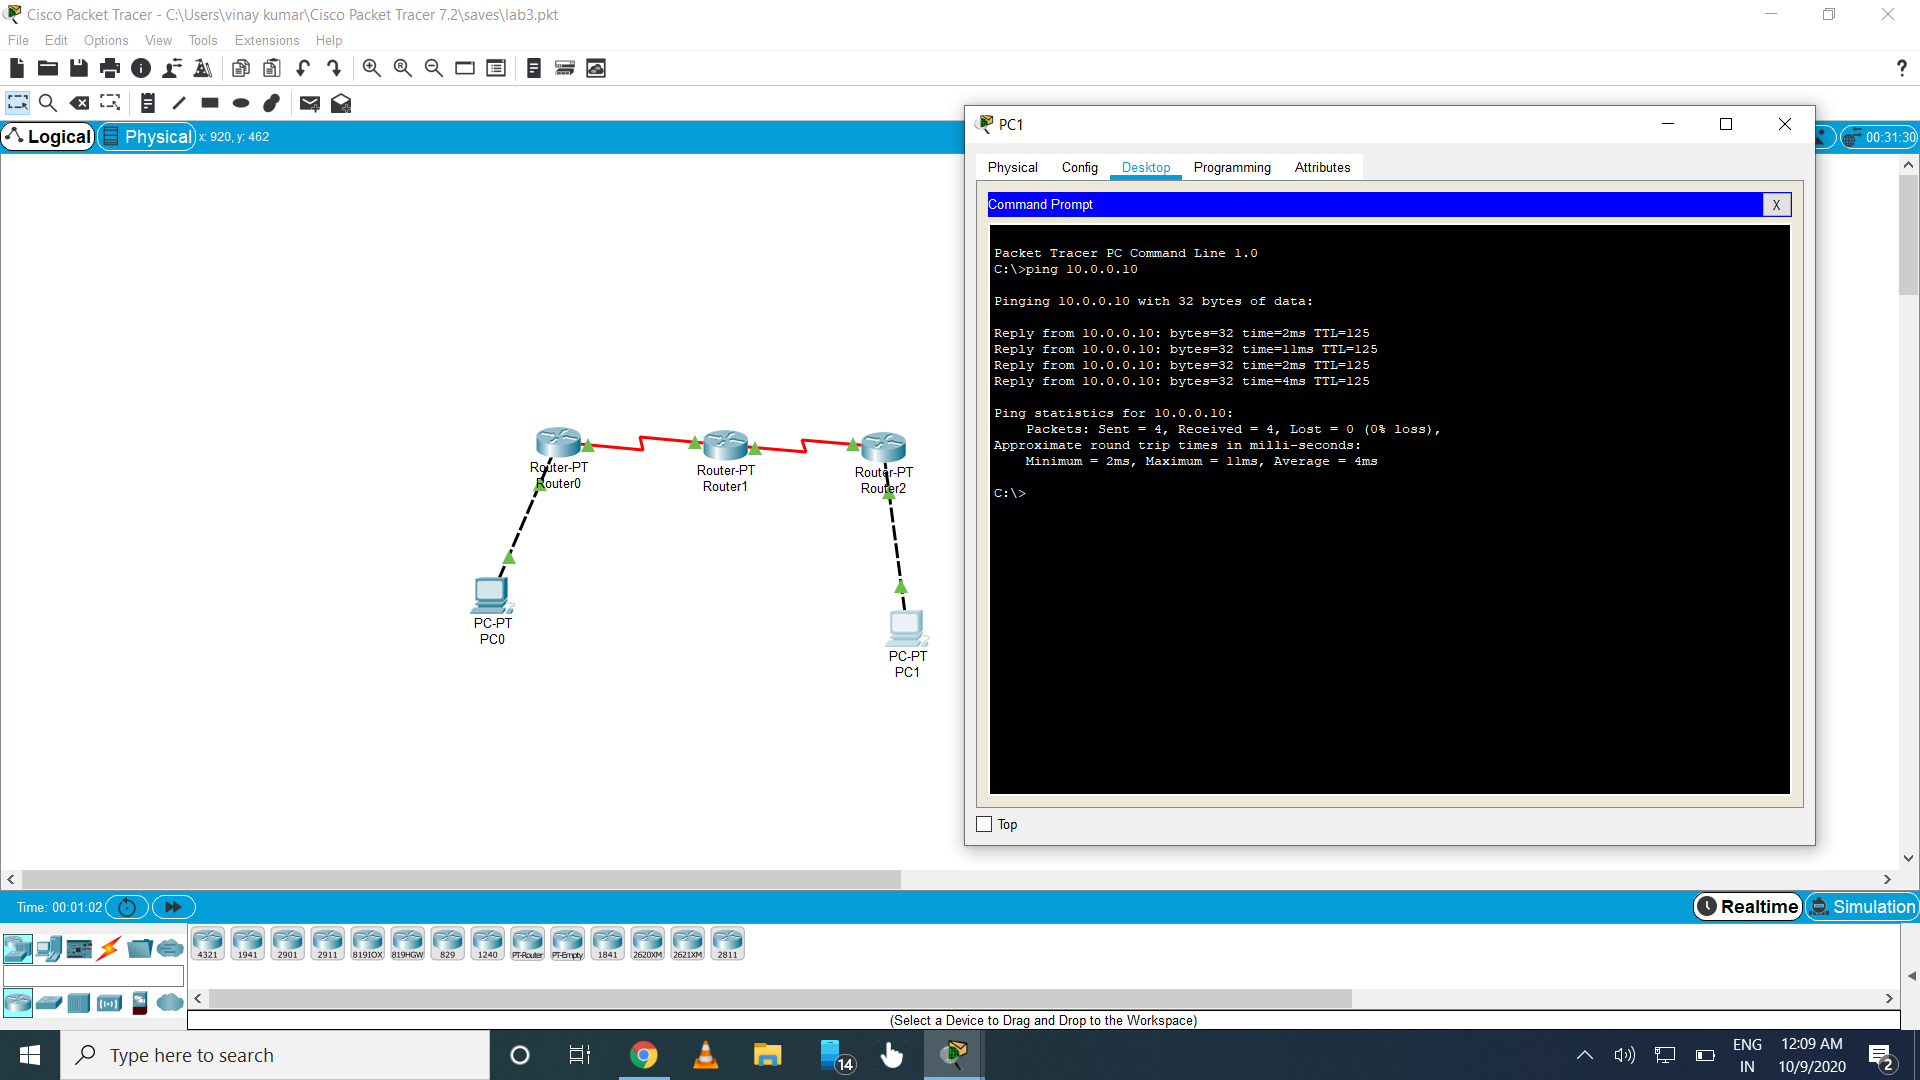 Cisco Packet Tracer - C:\Users\vinay kumar\Cisco Packet Tracer 7.2\saves\lab3.pkt
File Edit Options View Tools Extensions Help
?
Logical Physical x: 920, y: 462
00:31:30
PC1
Physical Config Desktop Programming Attributes
Command Prompt
X
Packet Tracer PC Command Line 1.0
C:\>ping 10.0.0.10
Pinging 10.0.0.10 with 32 bytes of data:
Reply from 10.0.0.10: bytes=32 time=2ms TTL=125
Reply from 10.0.0.10: bytes=32 time=11ms TTL=125
Reply from 10.0.0.10: bytes=32 time=2ms TTL=125
Reply from 10.0.0.10: bytes=32 time=4ms TTL=125
Ping statistics for 10.0.0.10:
Packets: Sent = 4, Received = 4, Lost = 0 (0% loss),
Approximate round trip times in milli-seconds:
Minimum = 2ms, Maximum = 11ms, Average = 4ms
C:\>
Top
Router-PT
Router0
Router-PT
Router1
Router-PT
Router2
PC-PT
PC0
PC-PT
PC1
Time: 00:01:02
Realtime Simulation
4321 1941 2901 2911 819IOX 819HGW 829 1240 PT-Router PT-Empty 1841 2620XM 2621XM 2811
(Select a Device to Drag and Drop to the Workspace)
Type here to search
14
ENG
IN
12:09 AM
10/9/2020
2